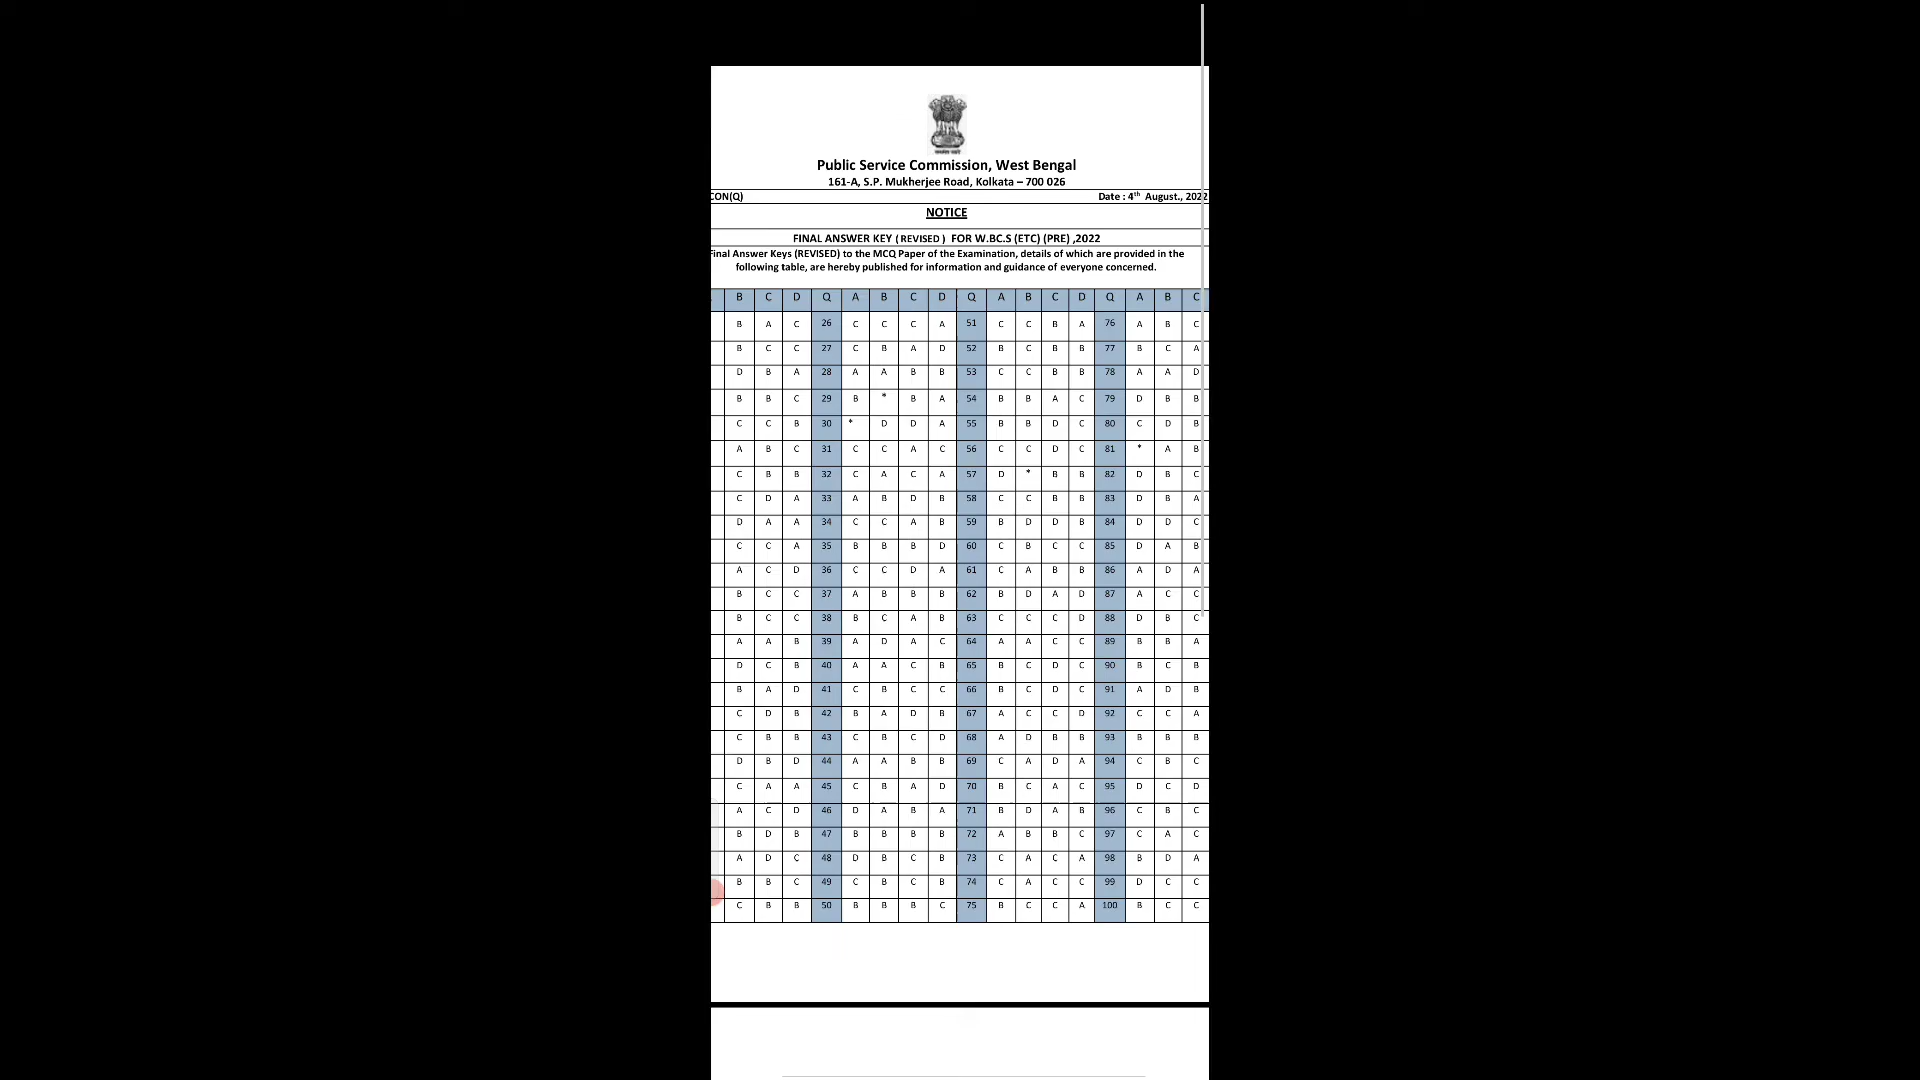 Public Service Commission, West Bengal
161-A, S.P. Mukherjee Road, Kolkata – 700 026
CON(Q) Date : 4th August., 2022
NOTICE
FINAL ANSWER KEY ( REVISED ) FOR W.BC.S (ETC) (PRE) ,2022
Final Answer Keys (REVISED) to the MCQ Paper of the Examination, details of which are provided in the
following table, are hereby published for information and guidance of everyone concerned.
B C D Q A B C D Q A B C D Q A B C
B A C 26 C C C A 51 C C B A 76 A B C
B C C 27 C B A D 52 B C B B 77 B C A
D B A 28 A A B B 53 C C B B 78 A A D
B B C 29 B * B A 54 B B A C 79 D B B
C C B 30 * D D A 55 B B D C 80 C D B
A B C 31 C C A C 56 C C D C 81 * A B
C B B 32 C A C A 57 D * B B 82 D B C
C D A 33 A B D B 58 C C B B 83 D B A
D A A 34 C C A B 59 B D D B 84 D D C
C C A 35 B B B D 60 C B C C 85 D A B
A C D 36 C C D A 61 C A B B 86 A D A
B C C 37 A B B B 62 B D A D 87 A C C
B C C 38 B C A B 63 C C C D 88 D B C
A A B 39 A D A C 64 A A C C 89 B B A
D C B 40 A A C B 65 B C D C 90 B C B
B A D 41 C B C C 66 B C D C 91 A D B
C D B 42 B A D B 67 A C C D 92 C C A
C B B 43 C B C D 68 A D B B 93 B B B
D B D 44 A A B B 69 C A D A 94 C B C
C A A 45 C B A D 70 B C A C 95 D C D
A C D 46 D A B A 71 B D A B 96 C B C
B D B 47 B B B B 72 A B B C 97 C A C
A D C 48 D B C B 73 C A C A 98 B D A
B B C 49 C B C B 74 C A C C 99 D C C
C B B 50 B B B C 75 B C C A 100 B C C